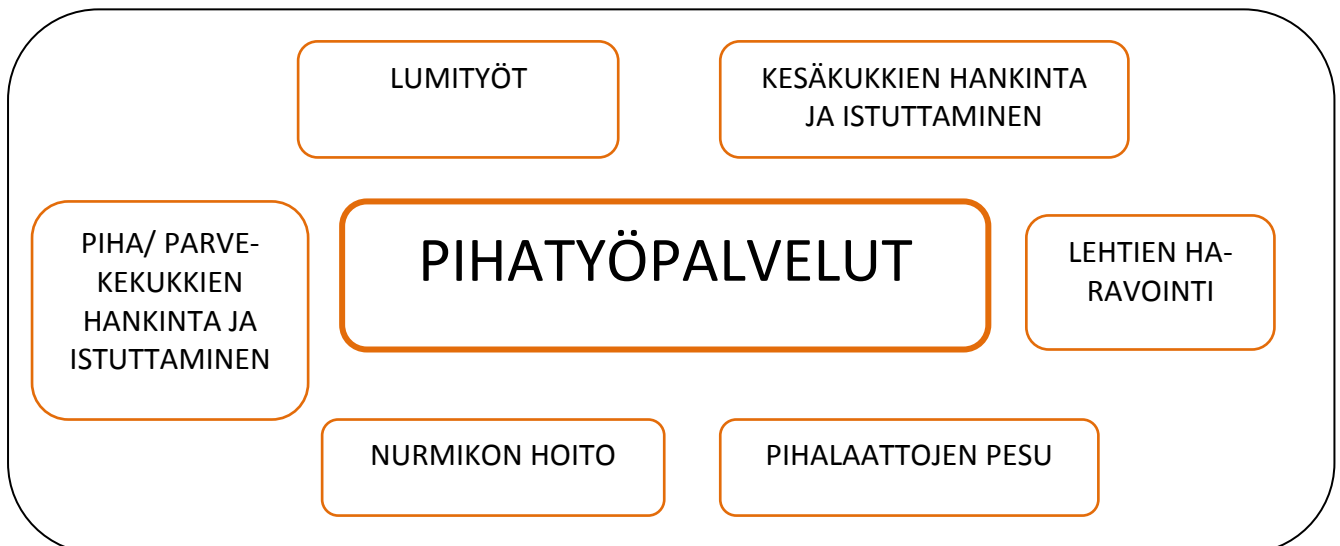 LUMITYÖT
KESÄKUKKIEN HANKINTA
JA ISTUTTAMINEN
PIHA/ PARVE-
KEKUKKIEN
HANKINTA JA
ISTUTTAMINEN
PIHATYÖPALVELUT
LEHTIEN HA-
RAVOINTI
NURMIKON HOITO
PIHALAATTOJEN PESU